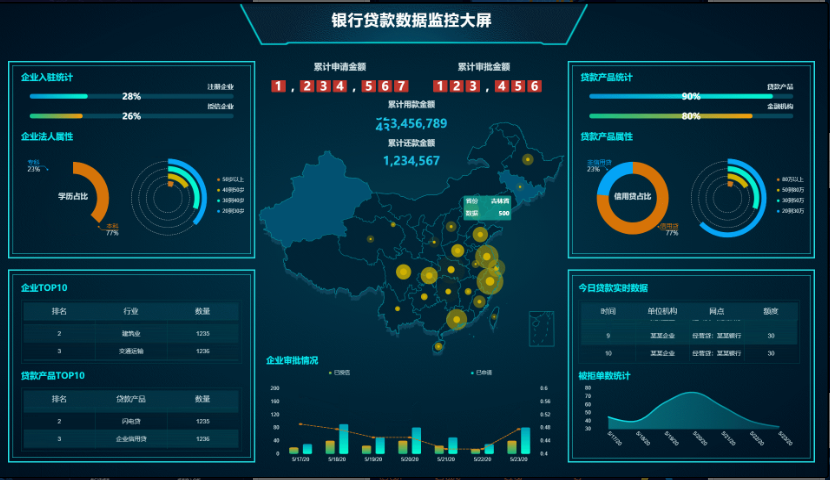 银行贷款数据监控大屏
企业入驻统计
注册企业
28%
授信企业
26%
企业法人属性
专科
23%
学历占比
本科
77%
50岁以上
40到50岁
30到40岁
20到30岁
累计申请金额
1,234,567
累计审批金额
123,456
累计用款金额
3,456,789
累计还款金额
1,234,567
吉林省
数据 500
贷款产品统计
贷款产品
90%
金融机构
80%
贷款产品属性
非信用贷
23%
信用贷占比
信用贷
77%
80万以上
50到80万
30到50万
20到30万
企业TOP10
排名 行业 数量
2 建筑业 1235
3 交通运输 1236
贷款产品TOP10
排名 贷款产品 数量
2 闪电贷 1235
3 企业信用贷 1236
企业审批情况
已授信
已申请
200
160
120
80
40
0
0.6
0.56
0.52
0.48
0.44
0.4
5/17/20 5/18/20 5/19/20 5/20/20 5/21/20 5/22/20 5/23/20
今日贷款实时数据
时间 单位机构 网点 额度
9 某某企业 经营贷：某某银行 30
10 某某企业 经营贷：某某银行 30
被拒单数统计
80
70
60
50
40
30
5/17/20 5/18/20 5/19/20 5/20/20 5/21/20 5/22/20 5/23/20